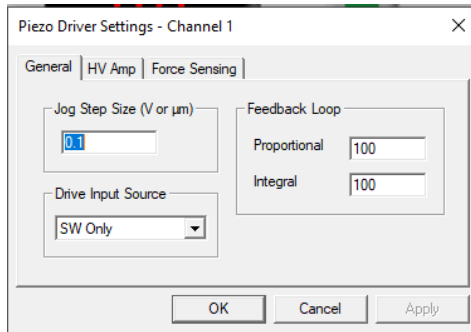 Piezo Driver Settings - Channel 1
General HV Amp Force Sensing
Jog Step Size (V or µm)
0.1
Drive Input Source
SW Only
Feedback Loop
Proportional 100
Integral 100
OK Cancel Apply